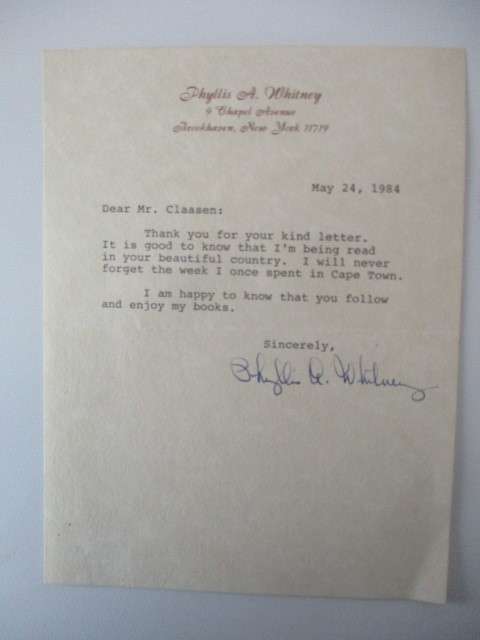 Phyllis A. Whitney
9 Chapel Avenue
Brookhaven, New York 11719
May 24, 1984
Dear Mr. Claasen:
Thank you for your kind letter.
It is good to know that I'm being read
in your beautiful country. I will never
forget the week I once spent in Cape Town.
I am happy to know that you follow
and enjoy my books.
Sincerely,
Phyllis A. Whitney